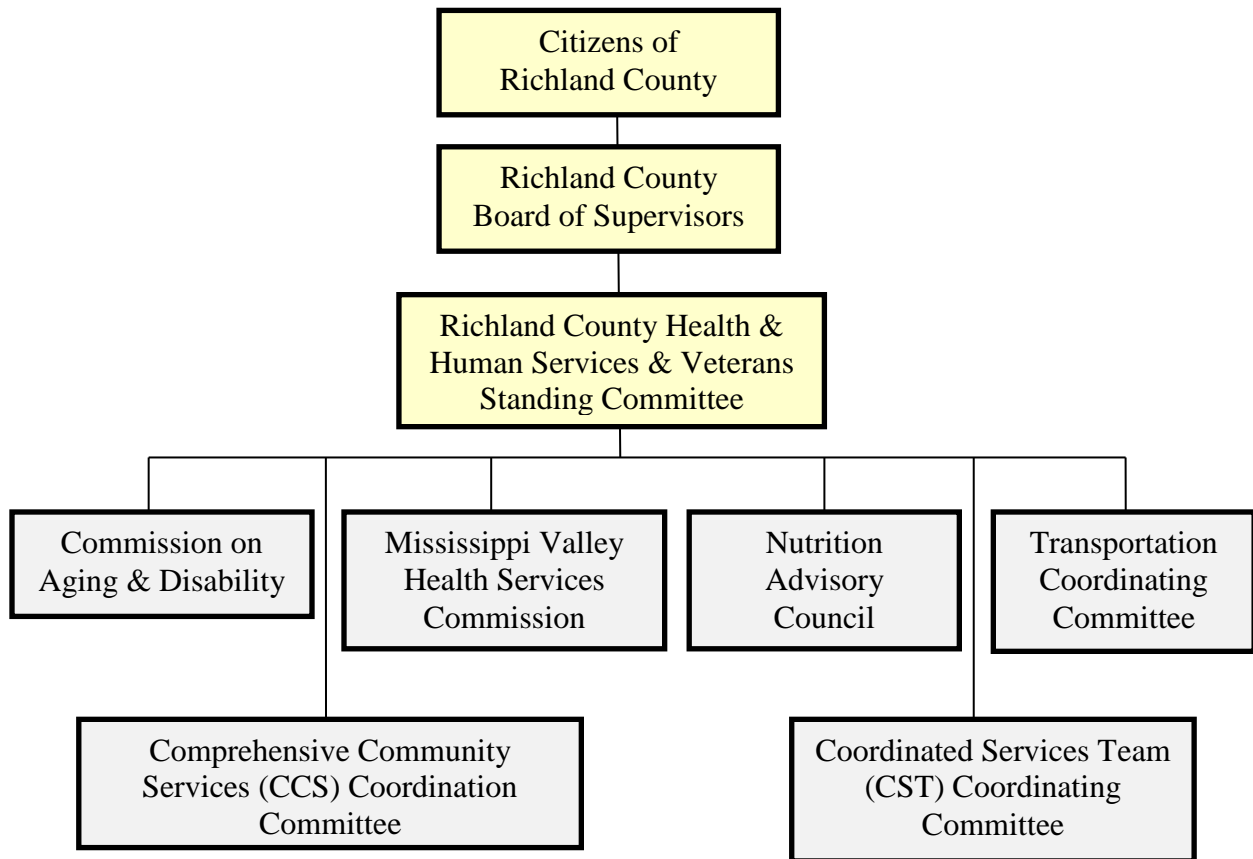 Citizens of
Richland County
Richland County
Board of Supervisors
Richland County Health &
Human Services & Veterans
Standing Committee
Commission on
Aging & Disability
Mississippi Valley
Health Services
Commission
Nutrition
Advisory
Council
Transportation
Coordinating
Committee
Comprehensive Community
Services (CCS) Coordination
Committee
Coordinated Services Team
(CST) Coordinating
Committee